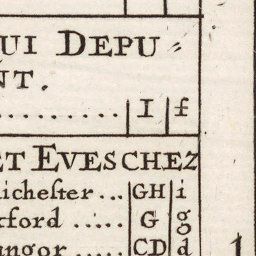 UI DEPU=
NT.
.......... I f
ET EVESCHEZ
icheſter... GH i
xford ..... G g
angor ..... CD d
1